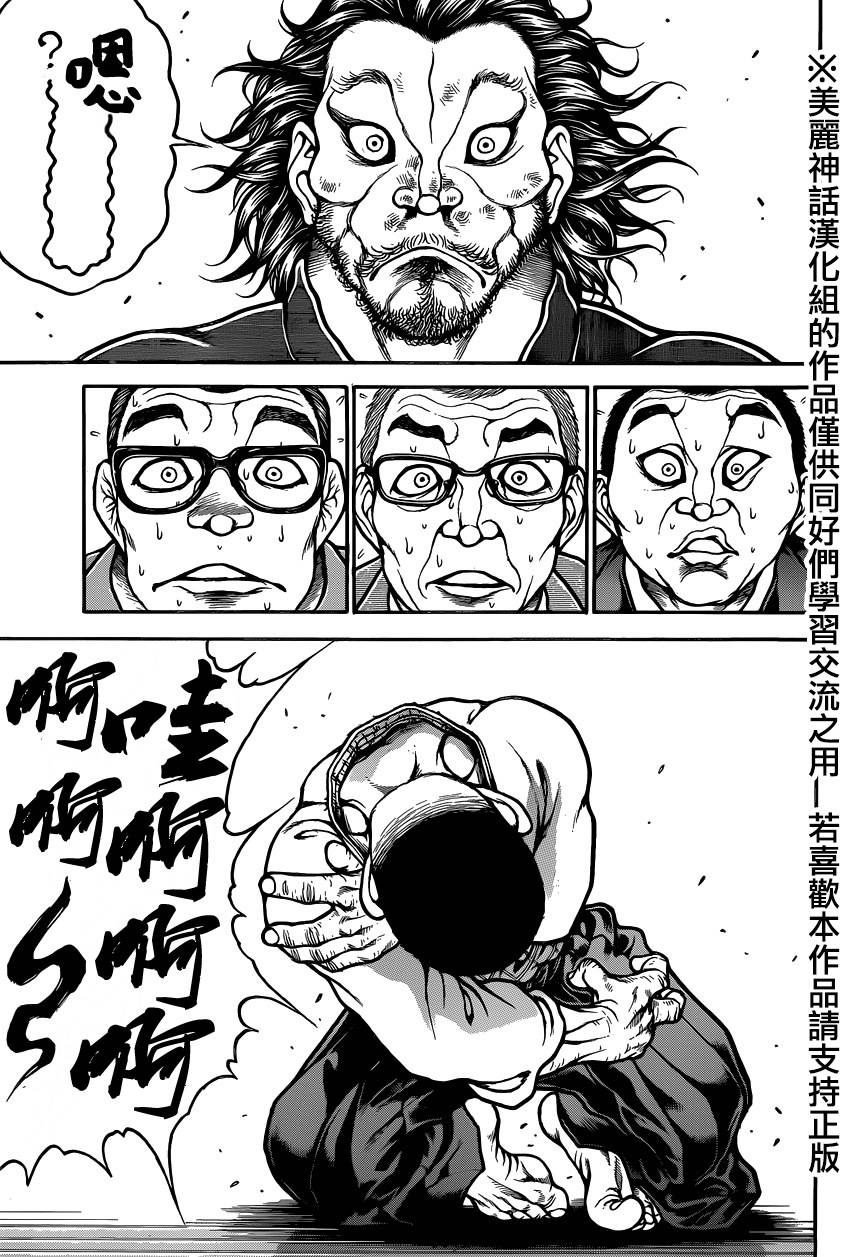 嗯
?
哇啊啊啊
啊啊
※美麗神話漢化組的作品僅供同好們學習交流之用—若喜歡本作品請支持正版